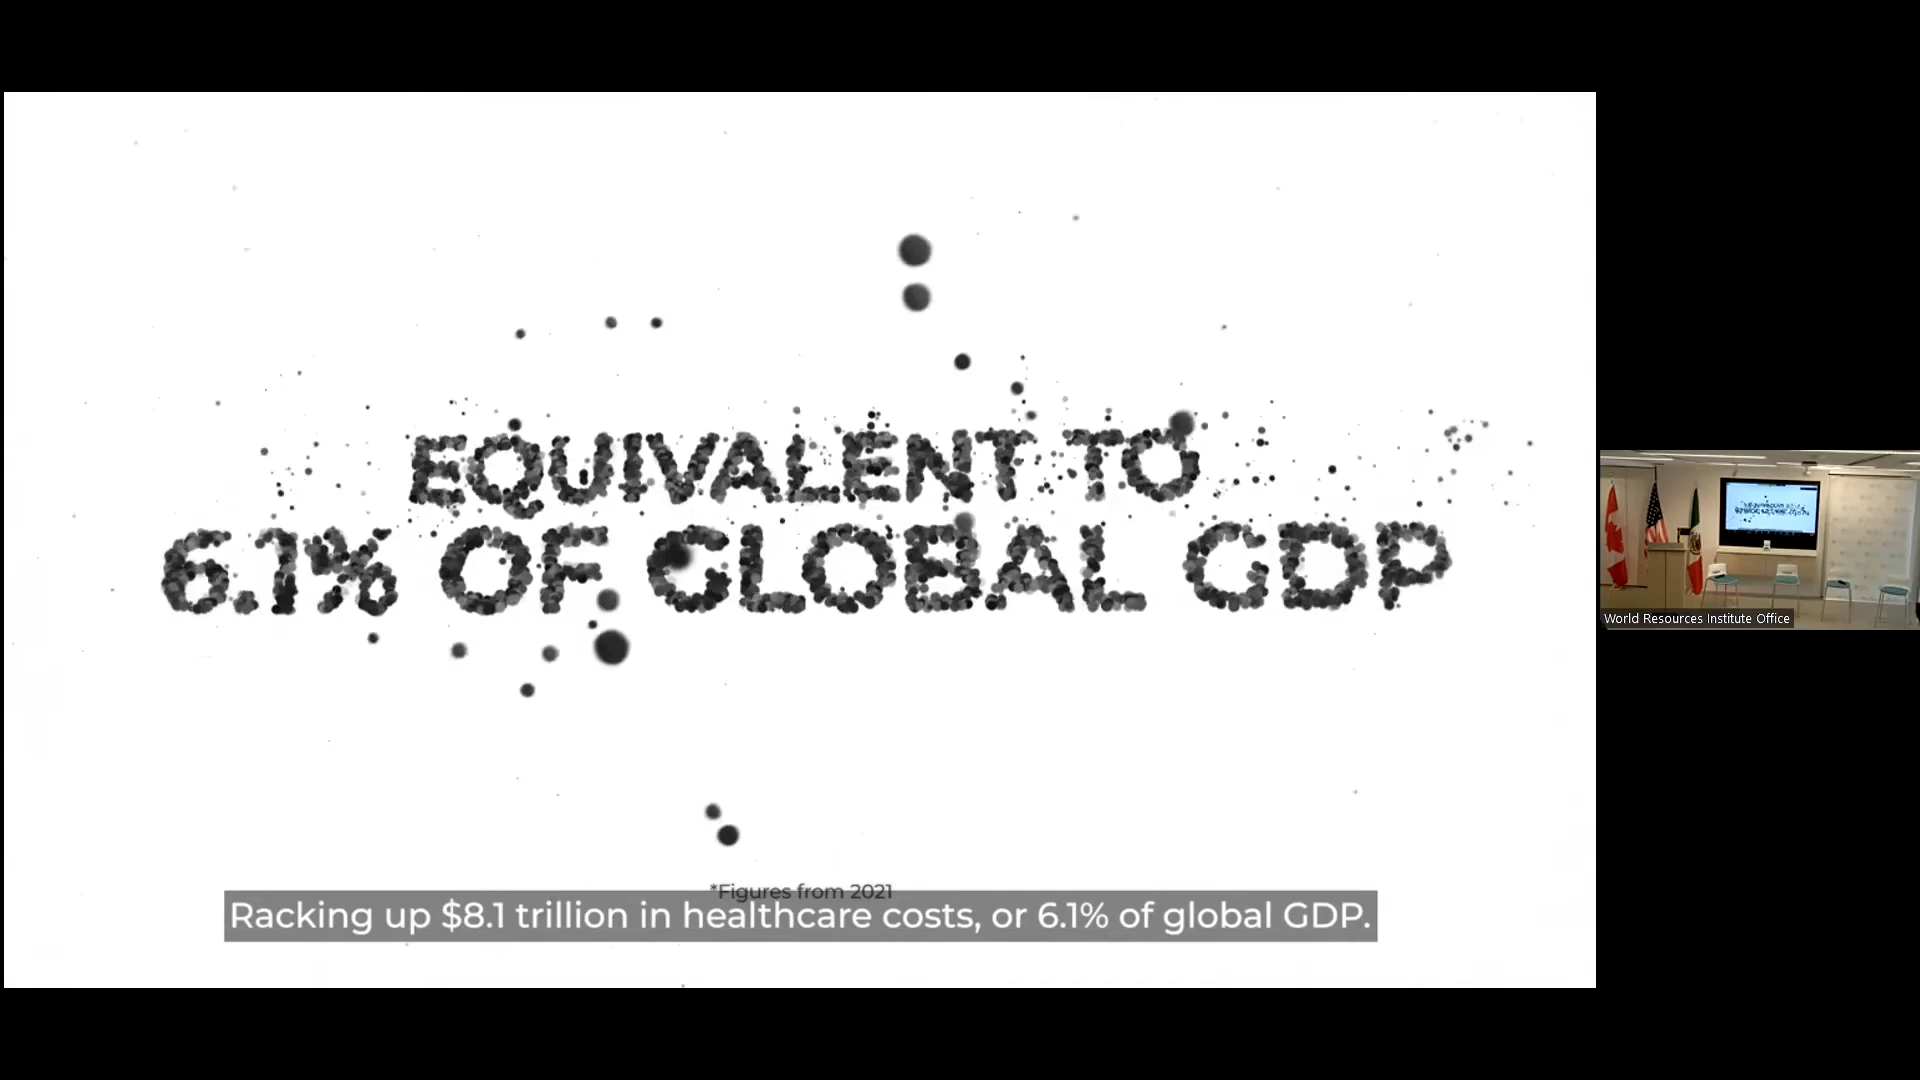 EQUIVALENT TO
6.1% OF GLOBAL GDP
*Figures from 2021
Racking up $8.1 trillion in healthcare costs, or 6.1% of global GDP.
World Resources Institute Office